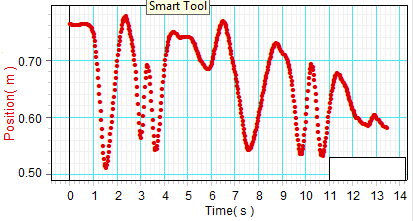 Smart Tool
Position( m )
0.70
0.60
0.50
0 1 2 3 4 5 6 7 8 9 10 11 12 13 14
Time( s )